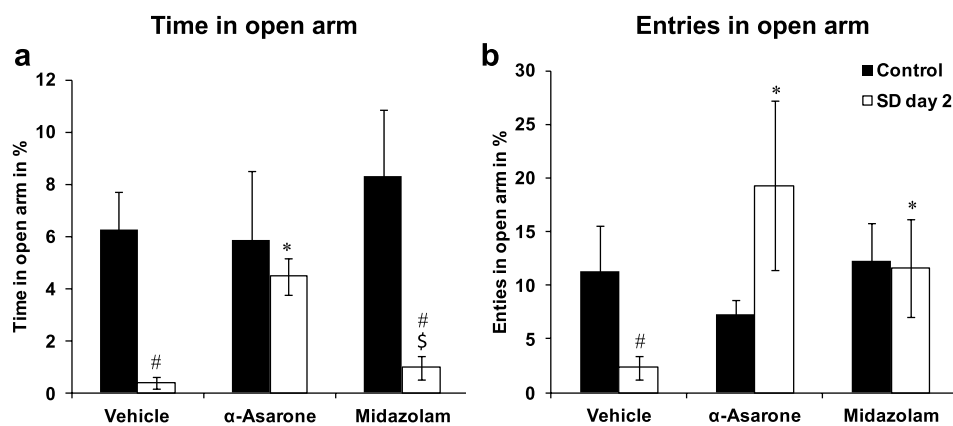 Time in open arm
a
Time in open arm in %
12
10
8
6
4
2
0
#
*
#
$
Vehicle
α-Asarone
Midazolam
Entries in open arm
b
Enties in open arm in %
30
25
20
15
10
5
0
Control
SD day 2
#
*
*
Vehicle
α-Asarone
Midazolam